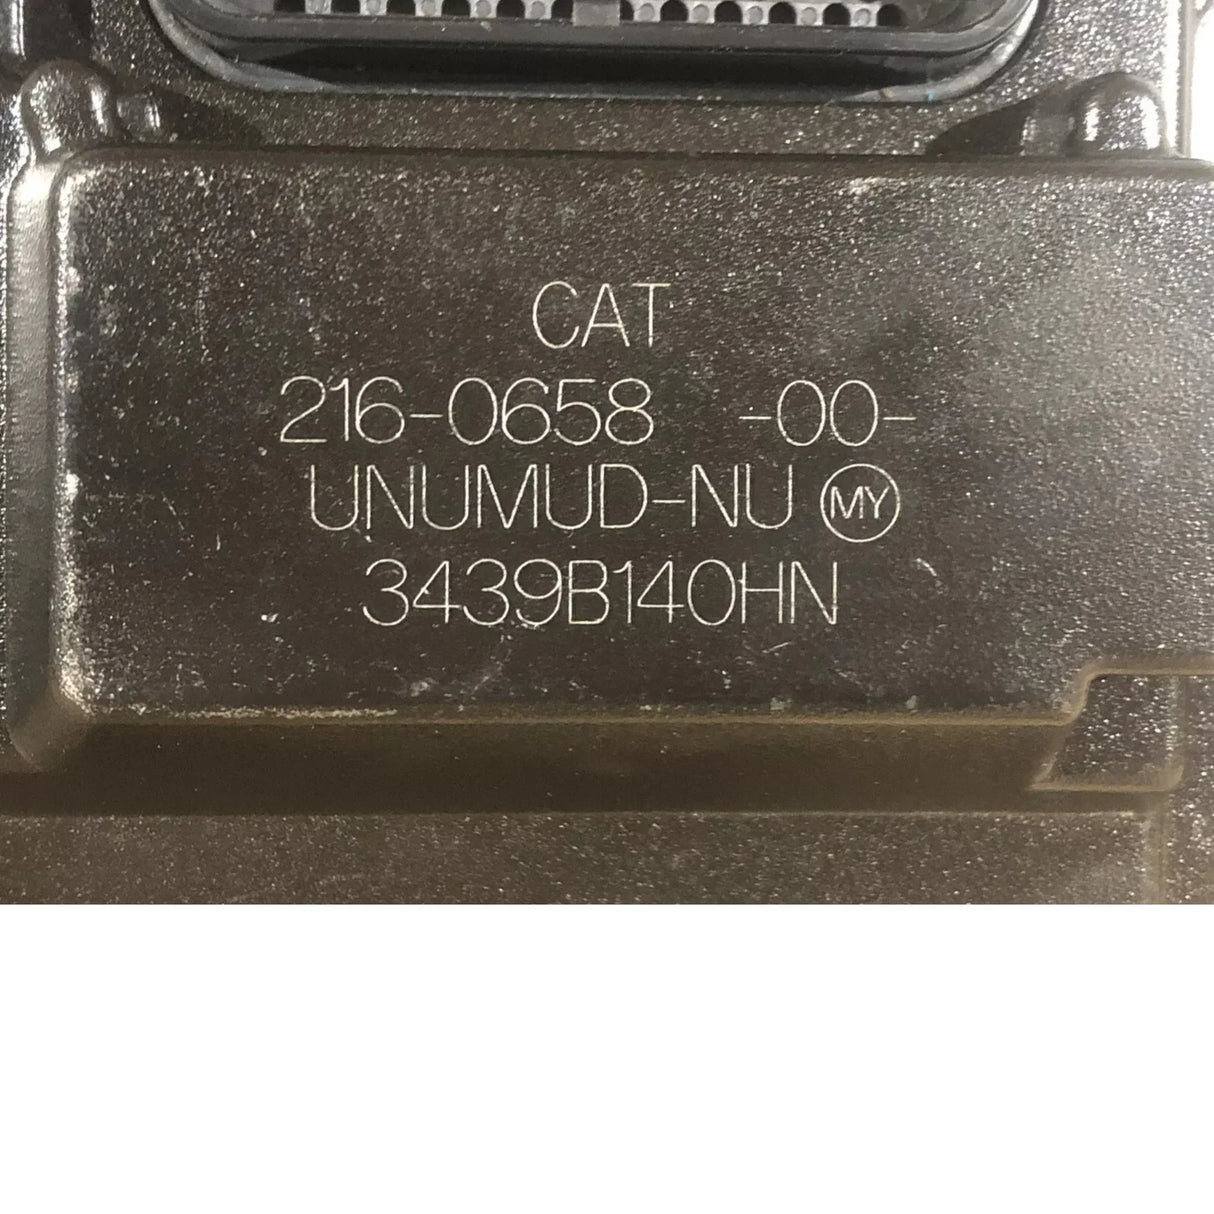 CAT
216-0658 -00-
UNUMUD-NU MY
3439B140HN